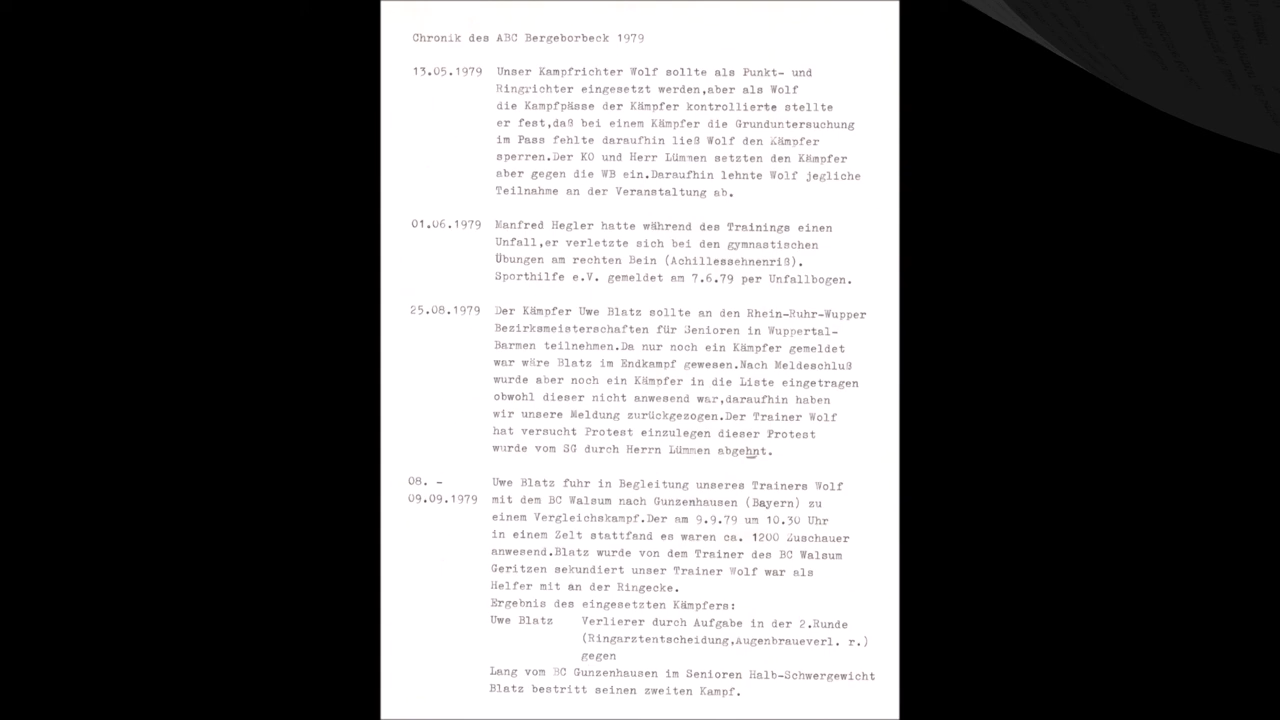 Chronik des ABC Bergeborbeck 1979
13.05.1979 Unser Kampfrichter Wolf sollte als Punkt- und
Ringrichter eingesetzt werden,aber als Wolf
die Kampfpässe der Kämpfer kontrollierte stellte
er fest,daß bei einem Kämpfer die Grunduntersuchung
im Pass fehlte daraufhin ließ Wolf den Kämpfer
sperren.Der KO und Herr Lümmen setzten den Kämpfer
aber gegen die WB ein.Daraufhin lehnte Wolf jegliche
Teilnahme an der Veranstaltung ab.
01.06.1979 Manfred Hegler hatte während des Trainings einen
Unfall,er verletzte sich bei den gymnastischen
Übungen am rechten Bein (Achillessehnenriß).
Sporthilfe e.V. gemeldet am 7.6.79 per Unfallbogen.
25.08.1979 Der Kämpfer Uwe Blatz sollte an den Rhein-Ruhr-Wupper
Bezirksmeisterschaften für Senioren in Wuppertal-
Barmen teilnehmen.Da nur noch ein Kämpfer gemeldet
war wäre Blatz im Endkampf gewesen.Nach Meldeschluß
wurde aber noch ein Kämpfer in die Liste eingetragen
obwohl dieser nicht anwesend war,daraufhin haben
wir unsere Meldung zurückgezogen.Der Trainer Wolf
hat versucht Protest einzulegen dieser Protest
wurde vom SG durch Herrn Lümmen abgehnt.
08. - Uwe Blatz fuhr in Begleitung unseres Trainers Wolf
09.09.1979 mit dem BC Walsum nach Gunzenhausen (Bayern) zu
einem Vergleichskampf.Der am 9.9.79 um 10.30 Uhr
in einem Zelt stattfand es waren ca. 1200 Zuschauer
anwesend.Blatz wurde von dem Trainer des BC Walsum
Geritzen sekundiert unser Trainer Wolf war als
Helfer mit an der Ringecke.
Ergebnis des eingesetzten Kämpfers:
Uwe Blatz Verlierer durch Aufgabe in der 2.Runde
(Ringarztentscheidung,Augenbraueverl. r.)
gegen
Lang vom BC Gunzenhausen im Senioren Halb-Schwergewicht
Blatz bestritt seinen zweiten Kampf.